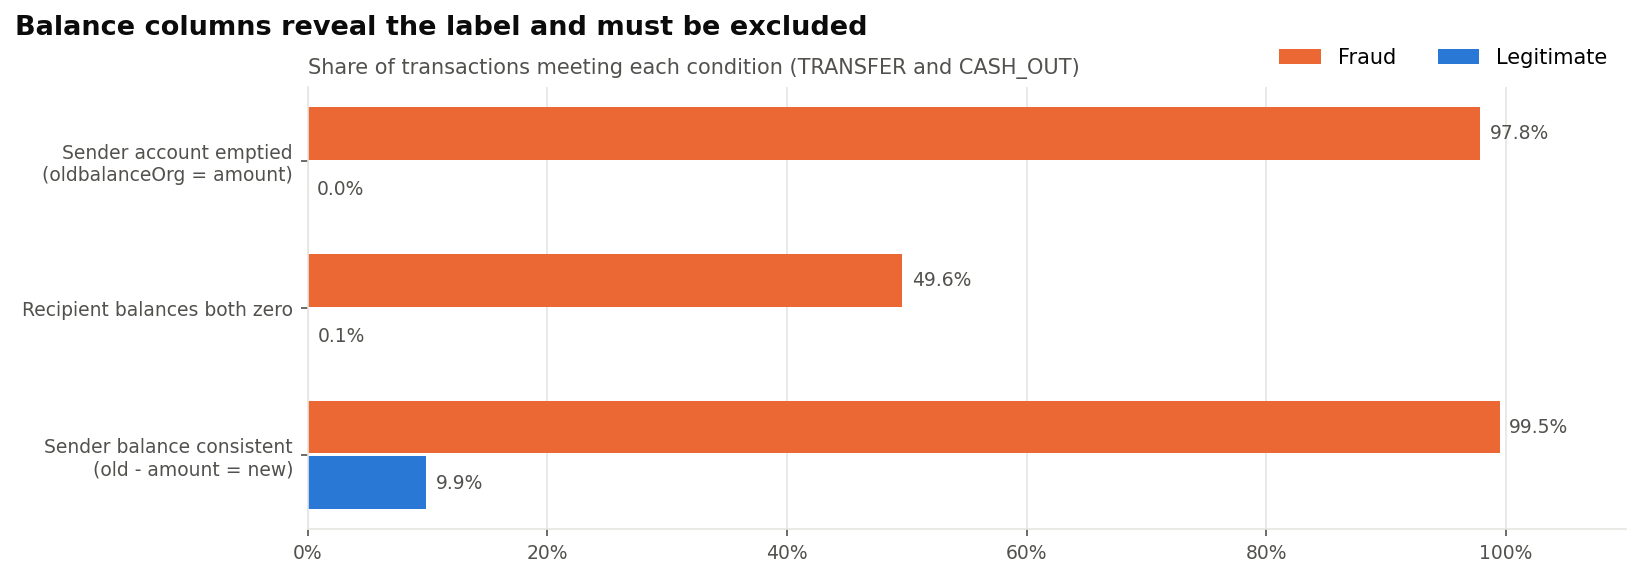 Balance columns reveal the label and must be excluded
Share of transactions meeting each condition (TRANSFER and CASH_OUT)
Fraud
Legitimate
Sender account emptied
(oldbalanceOrg = amount)
97.8%
0.0%
Recipient balances both zero
49.6%
0.1%
Sender balance consistent
(old - amount = new)
99.5%
9.9%
0%
20%
40%
60%
80%
100%